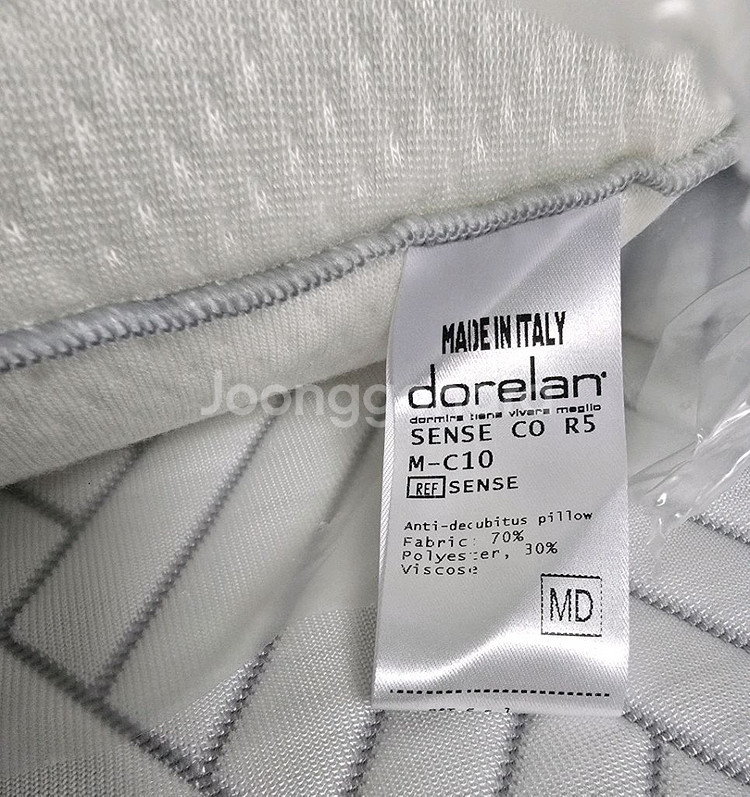 MADE IN ITALY
dorelan
dormire bene vivere meglio
SENSE CO R5
M-C10
REF SENSE
Anti-decubitus pillow
Fabric: 70%
Polyester, 30%
Viscose
MD